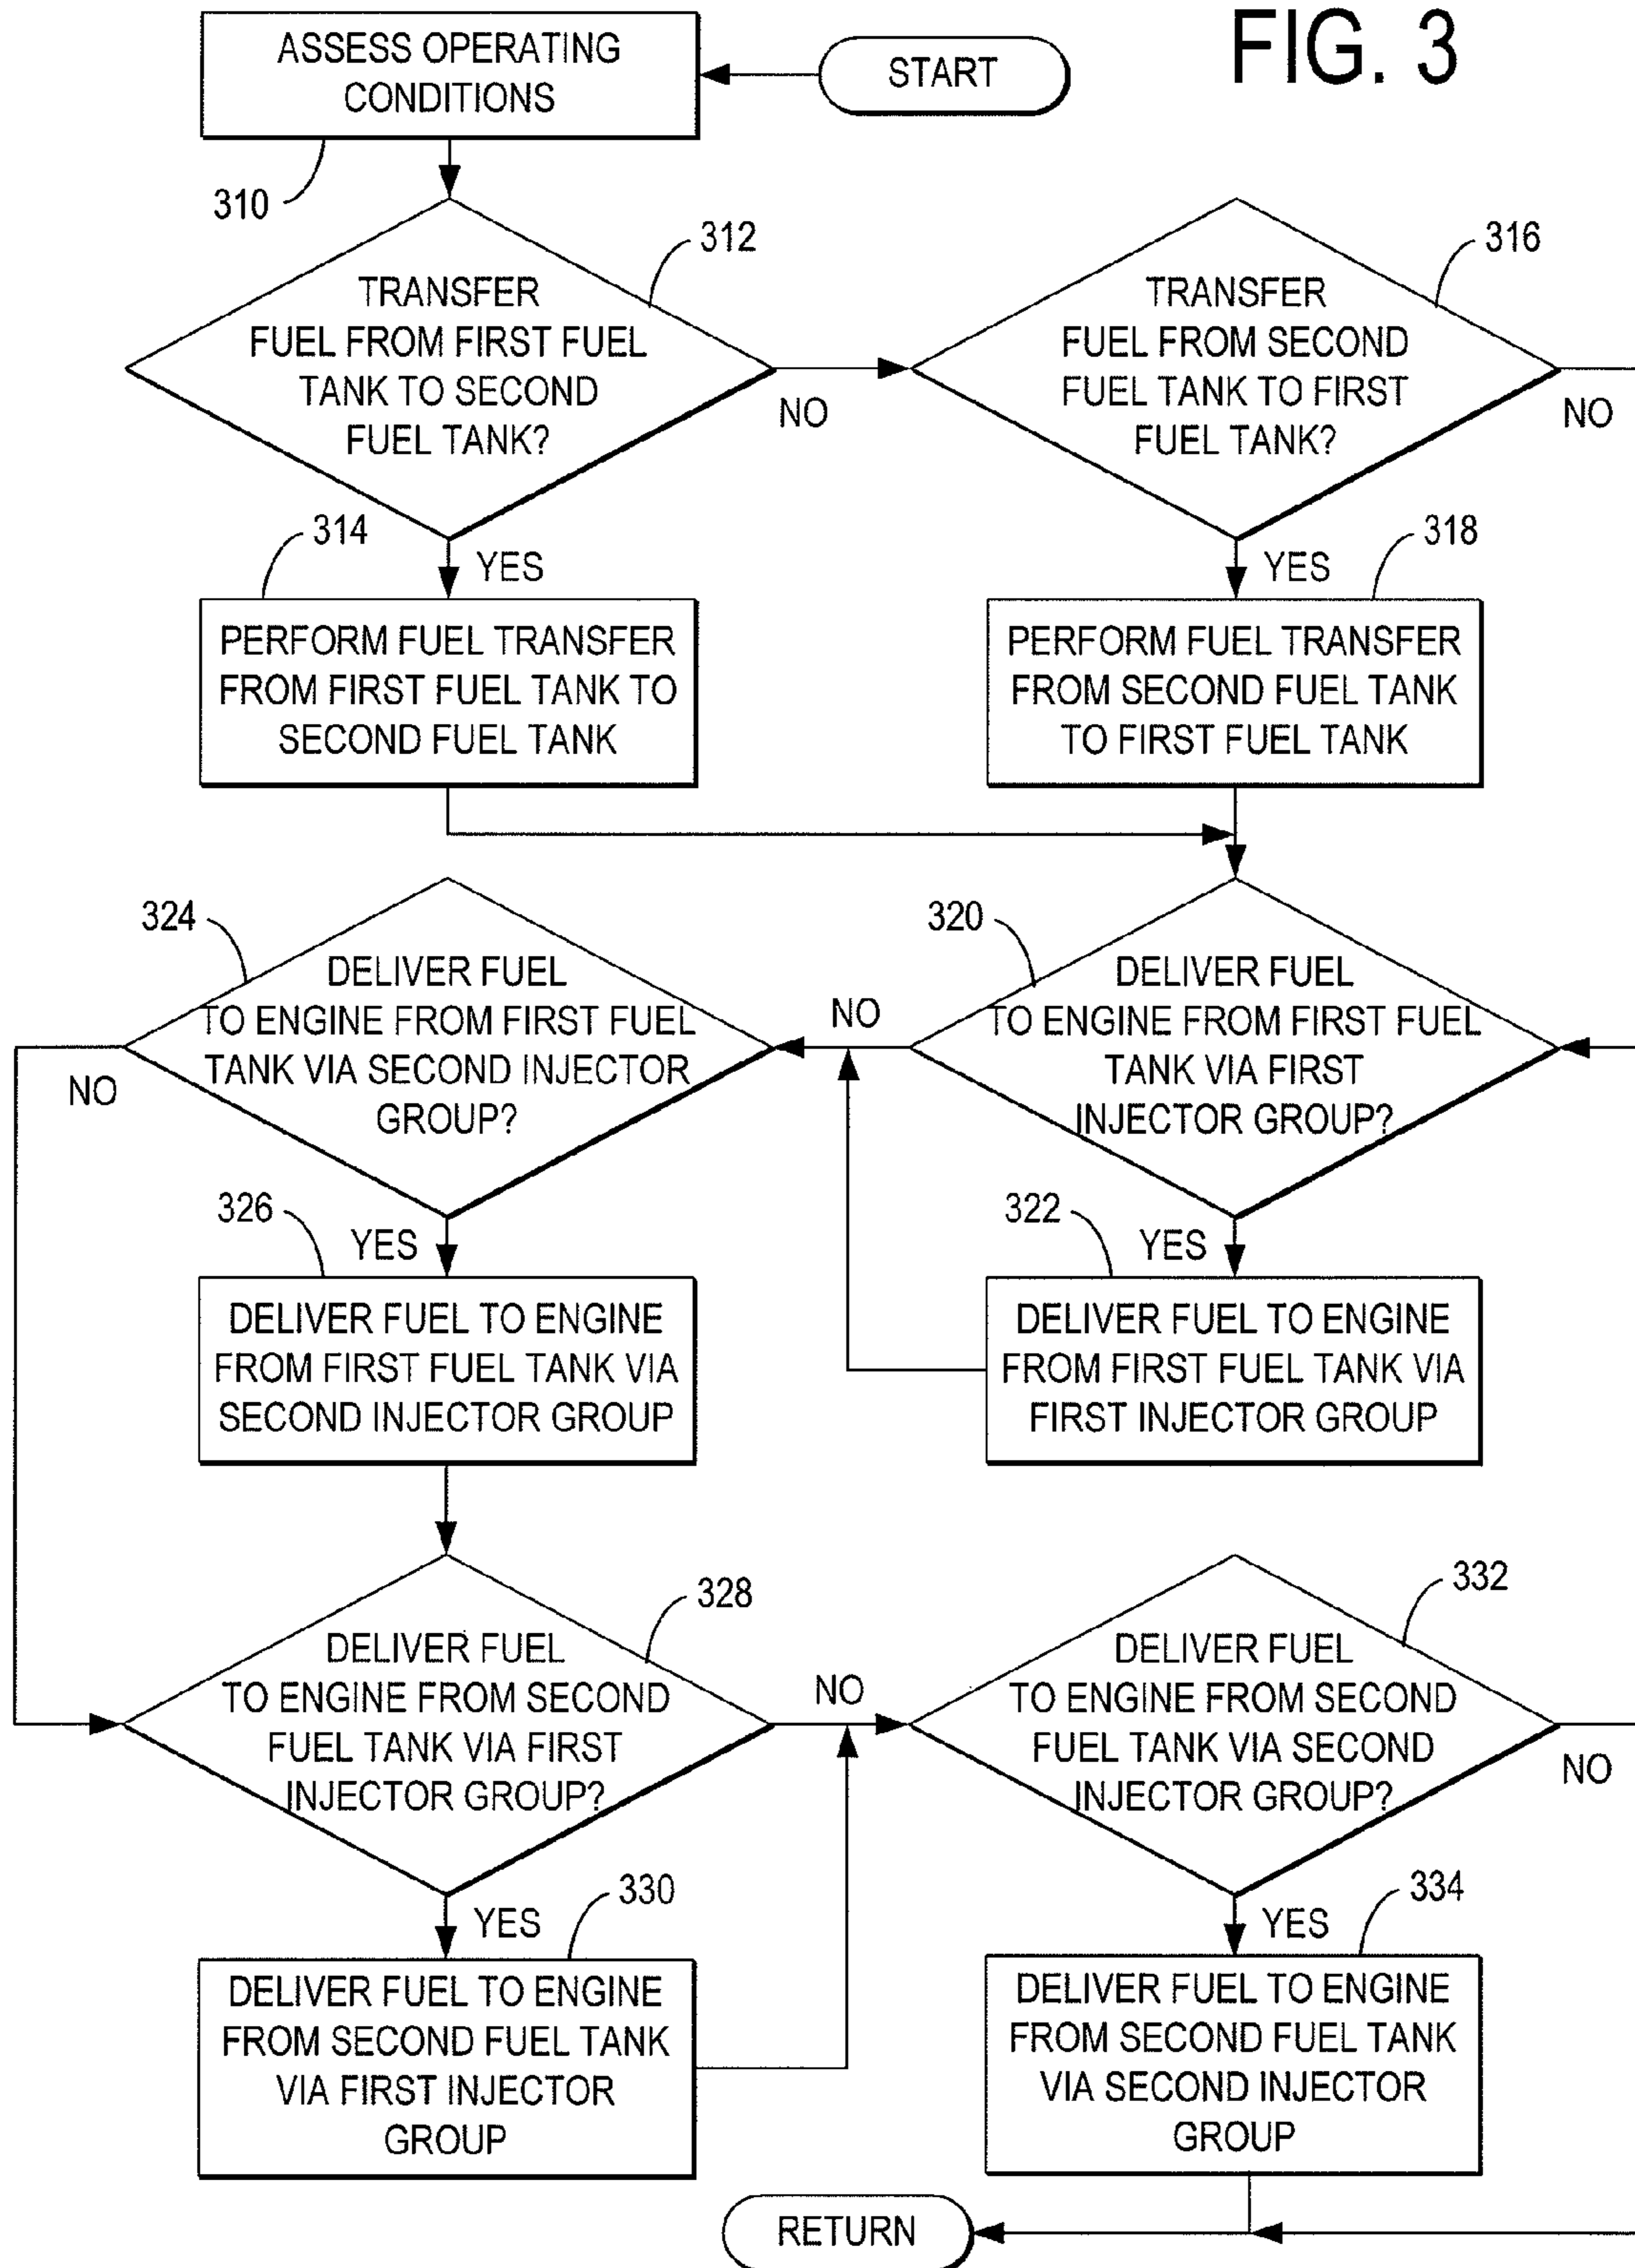 FIG. 3
START
ASSESS OPERATING
CONDITIONS
310
312
TRANSFER
FUEL FROM FIRST FUEL
TANK TO SECOND
FUEL TANK?
NO
316
TRANSFER
FUEL FROM SECOND
FUEL TANK TO FIRST
FUEL TANK?
NO
314
YES
PERFORM FUEL TRANSFER
FROM FIRST FUEL TANK TO
SECOND FUEL TANK
318
YES
PERFORM FUEL TRANSFER
FROM SECOND FUEL TANK
TO FIRST FUEL TANK
320
DELIVER FUEL
TO ENGINE FROM FIRST FUEL
TANK VIA FIRST
INJECTOR GROUP?
NO
322
YES
DELIVER FUEL TO ENGINE
FROM FIRST FUEL TANK VIA
FIRST INJECTOR GROUP
324
DELIVER FUEL
TO ENGINE FROM FIRST FUEL
TANK VIA SECOND INJECTOR
GROUP?
NO
326
YES
DELIVER FUEL TO ENGINE
FROM FIRST FUEL TANK VIA
SECOND INJECTOR GROUP
328
DELIVER FUEL
TO ENGINE FROM SECOND
FUEL TANK VIA FIRST
INJECTOR GROUP?
NO
330
YES
DELIVER FUEL TO ENGINE
FROM SECOND FUEL TANK
VIA FIRST INJECTOR
GROUP
332
DELIVER FUEL
TO ENGINE FROM SECOND
FUEL TANK VIA SECOND
INJECTOR GROUP?
NO
334
YES
DELIVER FUEL TO ENGINE
FROM SECOND FUEL TANK
VIA SECOND INJECTOR
GROUP
RETURN